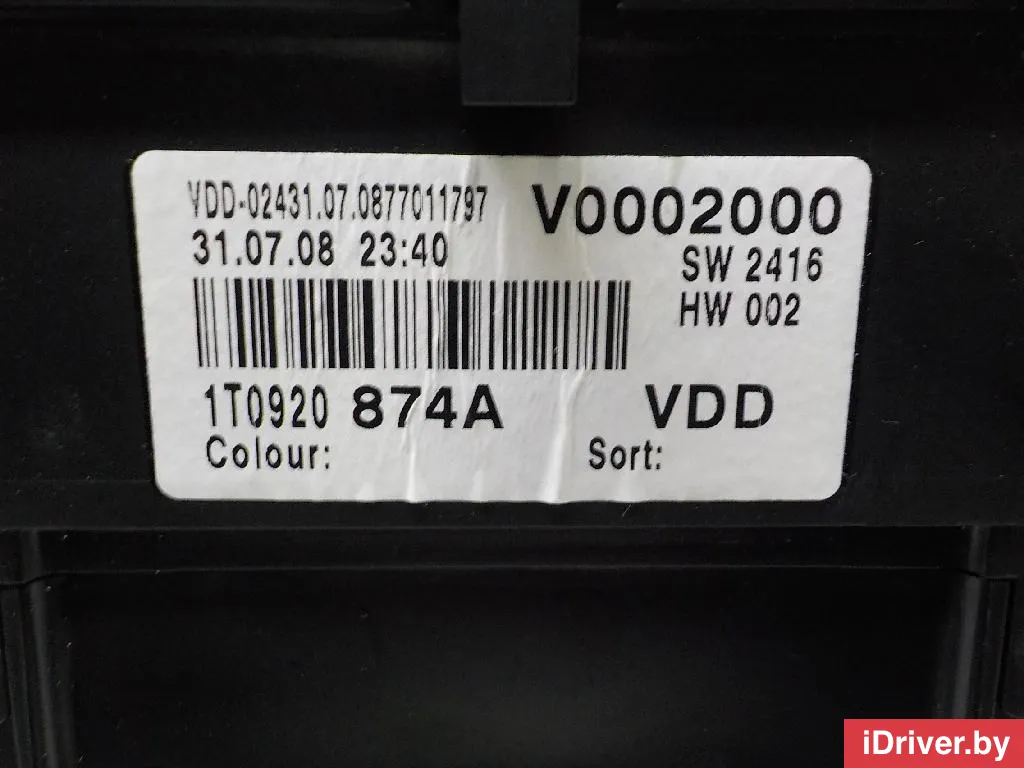 VDD-02431.07.0877011797
V0002000
31.07.08 23:40
SW 2416
HW 002
1T0920 874A VDD
Colour: Sort:
iDriver.by